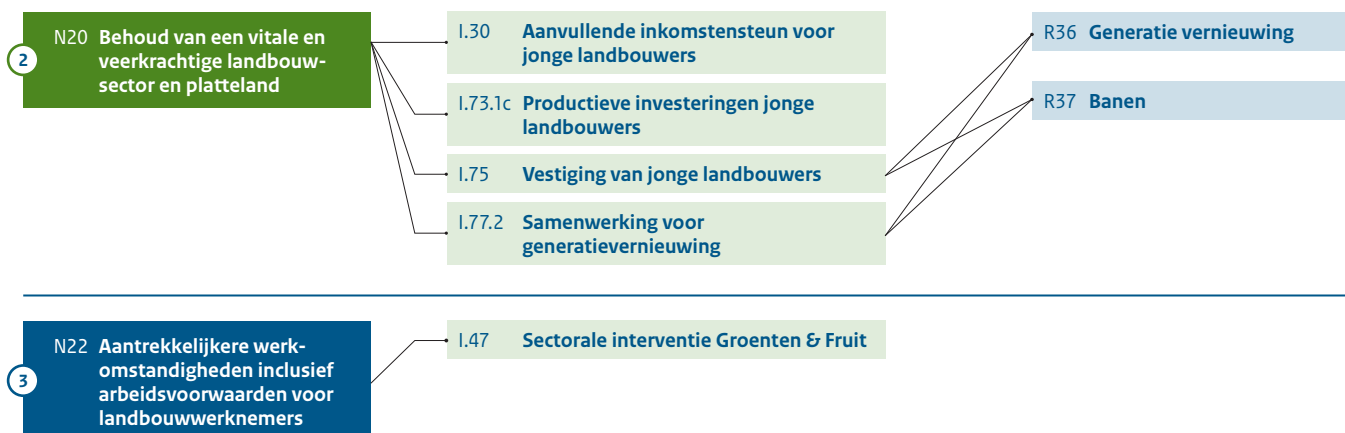 2
N20 Behoud van een vitale en
veerkrachtige landbouw-
sector en platteland
I.30 Aanvullende inkomstensteun voor
jonge landbouwers
I.73.1c Productieve investeringen jonge
landbouwers
I.75 Vestiging van jonge landbouwers
I.77.2 Samenwerking voor
generatievernieuwing
R36 Generatie vernieuwing
R37 Banen
3
N22 Aantrekkelijkere werk-
omstandigheden inclusief
arbeidsvoorwaarden voor
landbouwwerknemers
I.47 Sectorale interventie Groenten & Fruit